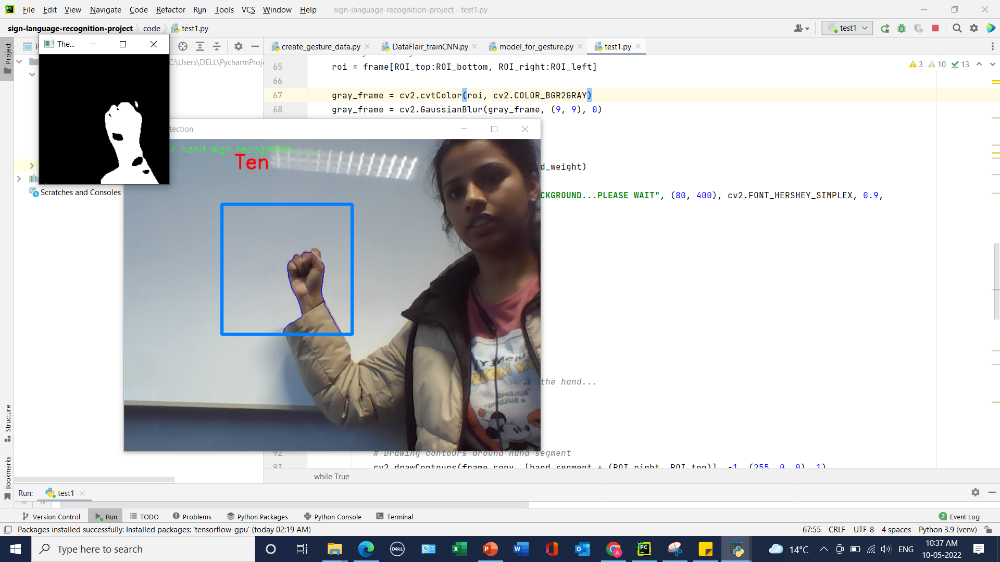 File Edit View Navigate Code Refactor Run Tools VCS Window Help sign-language-recognition-project - test1.py
sign-language-recognition-project code test1.py test1
The...
Project
create_gesture_data.py DataFlair_trainCNN.py model_for_gesture.py test1.py
C:\Users\DELL\PycharmProj
3 10 13
65 roi = frame[ROI_top:ROI_bottom, ROI_right:ROI_left]
66
67 gray_frame = cv2.cvtColor(roi, cv2.COLOR_BGR2GRAY)
68 gray_frame = cv2.GaussianBlur(gray_frame, (9, 9), 0)
tection
hand sign recognition_ _ _
Ten
d_weight)
CKGROUND...PLEASE WAIT", (80, 400), cv2.FONT_HERSHEY_SIMPLEX, 0.9,
Scratches and Consoles
the hand...
92 # Drawing contours around hand segment
93 cv2.drawContours(frame_copy, [hand_segment + (ROI_right, ROI_top)], -1, (255, 0, 0), 1)
while True
Structure
Bookmarks
Run: test1
Version Control Run TODO Problems Python Packages Python Console Terminal 2 Event Log
Packages installed successfully: Installed packages: 'tensorflow-gpu' (today 02:19 AM) 67:55 CRLF UTF-8 4 spaces Python 3.9 (venv)
Type here to search
DELL
14°C ENG
10:37 AM
10-05-2022